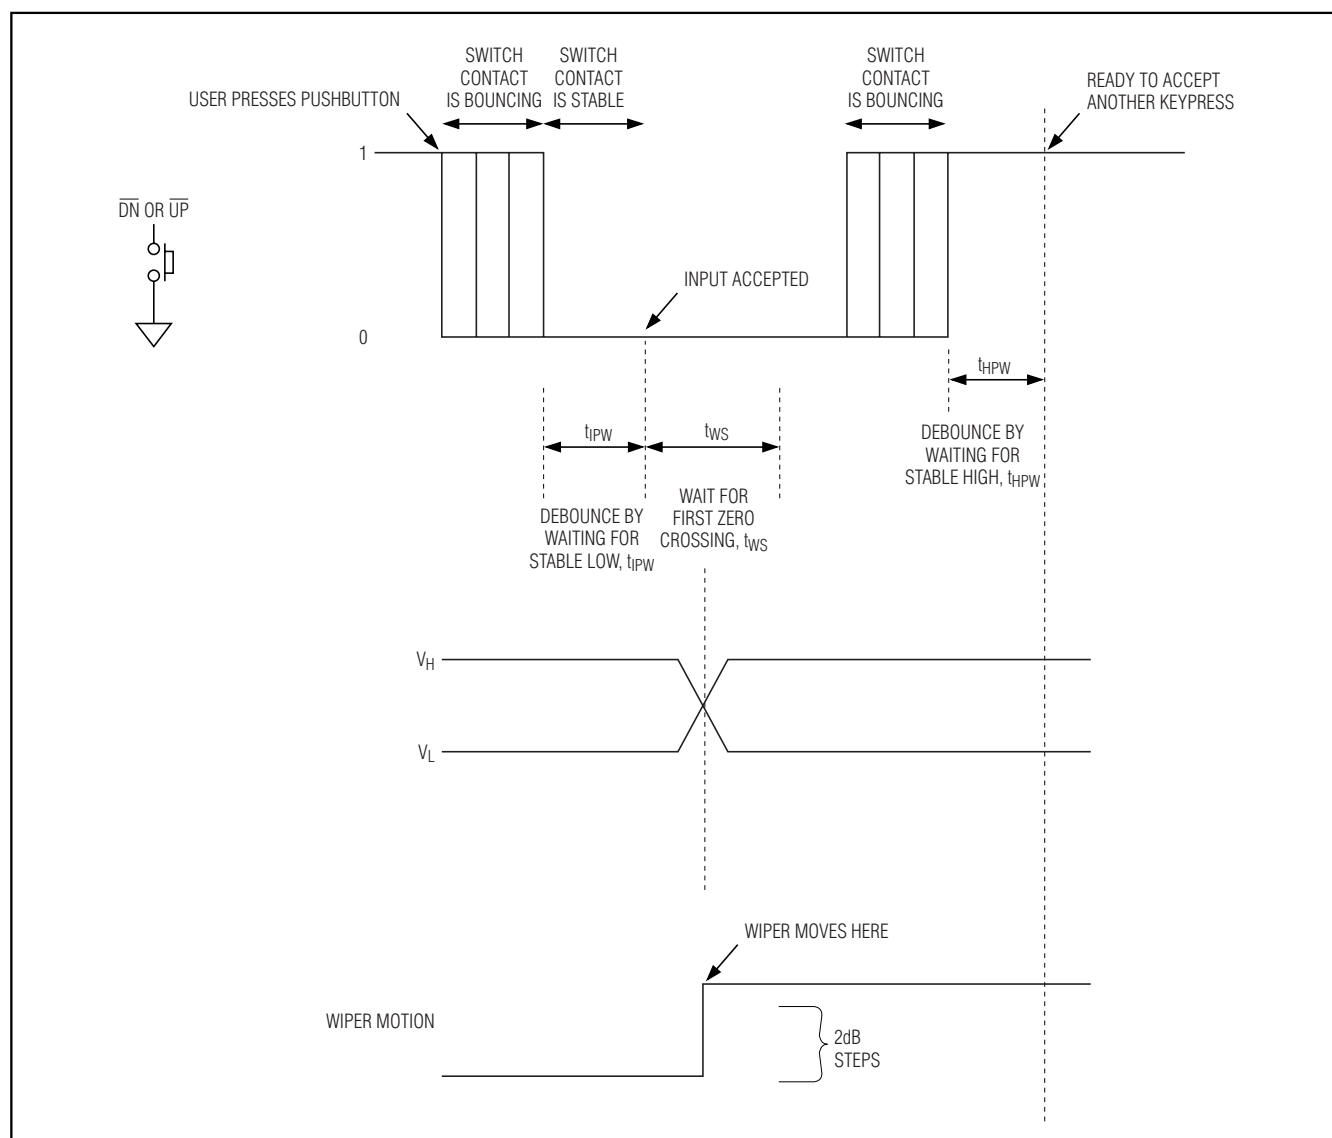 SWITCH
CONTACT
IS BOUNCING
SWITCH
CONTACT
IS STABLE
SWITCH
CONTACT
IS BOUNCING
USER PRESSES PUSHBUTTON
READY TO ACCEPT
ANOTHER KEYPRESS
1
D̅N̅ OR U̅P̅
INPUT ACCEPTED
0
tHPW
tIPW
tWS
DEBOUNCE BY
WAITING FOR
STABLE HIGH, tHPW
WAIT FOR
FIRST ZERO
CROSSING, tWS
DEBOUNCE BY
WAITING FOR
STABLE LOW, tIPW
VH
VL
WIPER MOVES HERE
WIPER MOTION
2dB
STEPS